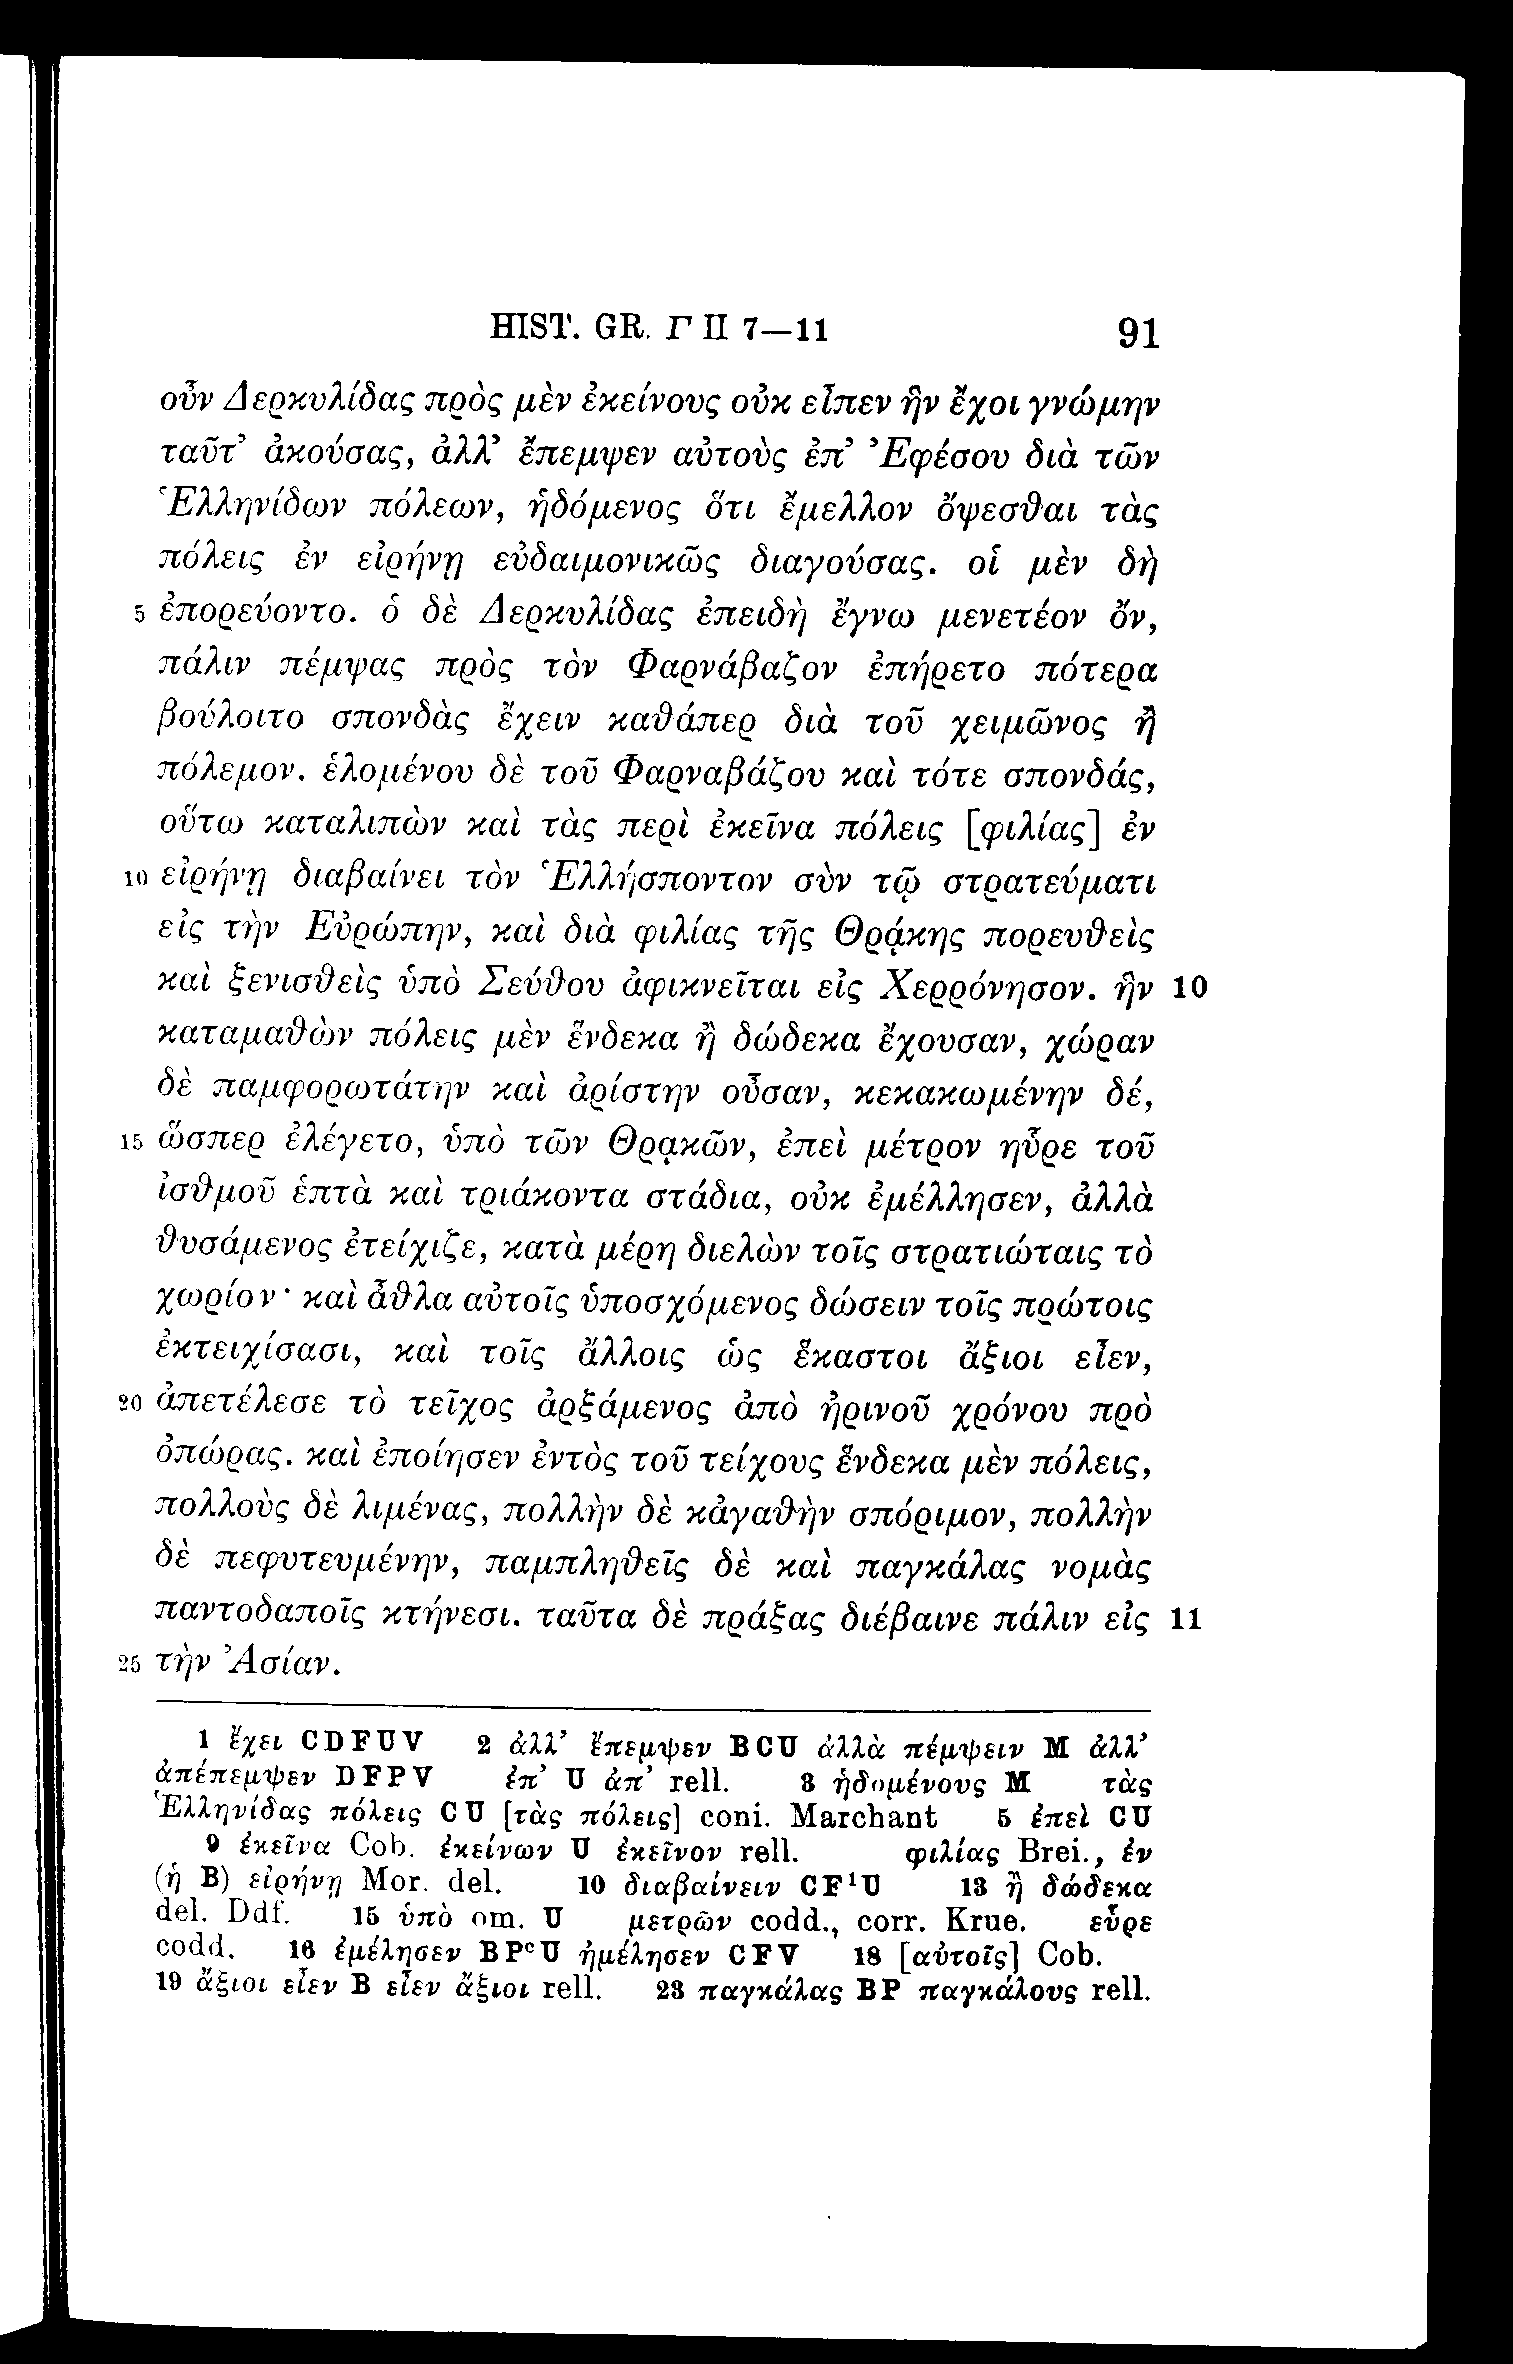 HIST. GR. Γ II 7—11 91
οὖν Δερκυλίδας πρὸς μὲν ἐκείνους οὐκ εἶπεν ἣν ἔχοι γνώμην
ταῦτ’ ἀκούσας, ἀλλ’ ἔπεμψεν αὐτοὺς ἐπ’ Ἐφέσου διὰ τῶν
Ἑλληνίδων πόλεων, ἡδόμενος ὅτι ἔμελλον ὄψεσθαι τὰς
πόλεις ἐν εἰρήνῃ εὐδαιμονικῶς διαγούσας. οἱ μὲν δὴ
5 ἐπορεύοντο. ὁ δὲ Δερκυλίδας ἐπειδὴ ἔγνω μενετέον ὄν,
πάλιν πέμψας πρὸς τὸν Φαρνάβαζον ἐπήρετο πότερα
βούλοιτο σπονδὰς ἔχειν καθάπερ διὰ τοῦ χειμῶνος ἢ
πόλεμον. ἑλομένου δὲ τοῦ Φαρναβάζου καὶ τότε σπονδάς,
οὕτω καταλιπὼν καὶ τὰς περὶ ἐκεῖνα πόλεις [φιλίας] ἐν
10 εἰρήνῃ διαβαίνει τὸν Ἑλλήσποντον σὺν τῷ στρατεύματι
εἰς τὴν Εὐρώπην, καὶ διὰ φιλίας τῆς Θρᾴκης πορευθεὶς
καὶ ξενισθεὶς ὑπὸ Σεύθου ἀφικνεῖται εἰς Χερρόνησον. ἣν 10
καταμαθὼν πόλεις μὲν ἕνδεκα ἢ δώδεκα ἔχουσαν, χώραν
δὲ παμφορωτάτην καὶ ἀρίστην οὖσαν, κεκακωμένην δέ,
15 ὥσπερ ἐλέγετο, ὑπὸ τῶν Θρᾳκῶν, ἐπεὶ μέτρον ηὗρε τοῦ
ἰσθμοῦ ἑπτὰ καὶ τριάκοντα στάδια, οὐκ ἐμέλλησεν, ἀλλὰ
θυσάμενος ἐτείχιζε, κατὰ μέρη διελὼν τοῖς στρατιώταις τὸ
χωρίον· καὶ ἆθλα αὐτοῖς ὑποσχόμενος δώσειν τοῖς πρώτοις
ἐκτειχίσασι, καὶ τοῖς ἄλλοις ὡς ἕκαστοι ἄξιοι εἶεν,
20 ἀπετέλεσε τὸ τεῖχος ἀρξάμενος ἀπὸ ἠρινοῦ χρόνου πρὸ
ὀπώρας. καὶ ἐποίησεν ἐντὸς τοῦ τείχους ἕνδεκα μὲν πόλεις,
πολλοὺς δὲ λιμένας, πολλὴν δὲ κἀγαθὴν σπόριμον, πολλὴν
δὲ πεφυτευμένην, παμπληθεῖς δὲ καὶ παγκάλας νομὰς
παντοδαποῖς κτήνεσι. ταῦτα δὲ πράξας διέβαινε πάλιν εἰς 11
25 τὴν Ἀσίαν.
1 ἔχει CDFUV 2 ἀλλ’ ἔπεμψεν BCU ἀλλὰ πέμψειν M ἀλλ’
ἀπέπεμψεν DFPV ἐπ’ U ἀπ’ rell. 3 ἡδομένους M τὰς
Ἑλληνίδας πόλεις CU [τὰς πόλεις] coni. Marchant 5 ἐπεὶ CU
9 ἐκεῖνα Cob. ἐκείνων U ἐκεῖνον rell. φιλίας Brei., ἐν
(ἡ B) εἰρήνῃ Mor. del. 10 διαβαίνειν CF¹U 13 ἢ δώδεκα
del. Ddf. 15 ὑπὸ om. U μετρῶν codd., corr. Krue. εὗρε
codd. 16 ἐμέλησεν BPᶜU ἠμέλησεν CFV 18 [αὐτοῖς] Cob.
19 ἄξιοι εἶεν B εἶεν ἄξιοι rell. 23 παγκάλας BP παγκάλους rell.